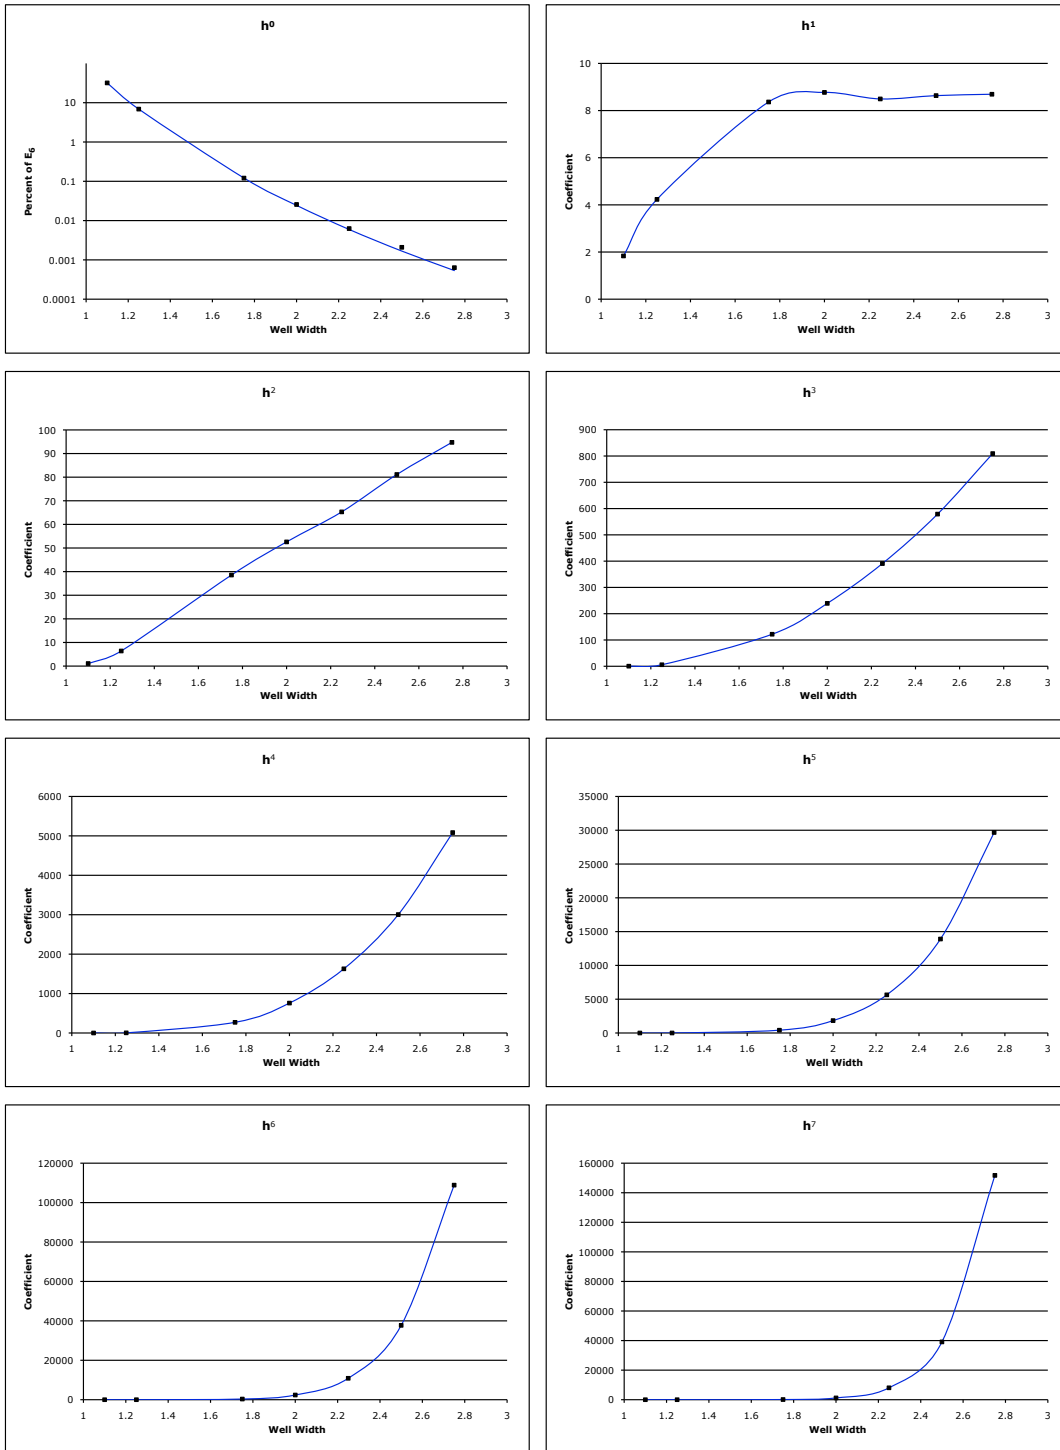 h⁰
Percent of E₆
10
1
0.1
0.01
0.001
0.0001
1 1.2 1.4 1.6 1.8 2 2.2 2.4 2.6 2.8 3
Well Width
h¹
Coefficient
10
8
6
4
2
0
1 1.2 1.4 1.6 1.8 2 2.2 2.4 2.6 2.8 3
Well Width
h²
Coefficient
100
90
80
70
60
50
40
30
20
10
0
1 1.2 1.4 1.6 1.8 2 2.2 2.4 2.6 2.8 3
Well Width
h³
Coefficient
900
800
700
600
500
400
300
200
100
0
1 1.2 1.4 1.6 1.8 2 2.2 2.4 2.6 2.8 3
Well Width
h⁴
Coefficient
6000
5000
4000
3000
2000
1000
0
1 1.2 1.4 1.6 1.8 2 2.2 2.4 2.6 2.8 3
Well Width
h⁵
Coefficient
35000
30000
25000
20000
15000
10000
5000
0
1 1.2 1.4 1.6 1.8 2 2.2 2.4 2.6 2.8 3
Well Width
h⁶
Coefficient
120000
100000
80000
60000
40000
20000
0
1 1.2 1.4 1.6 1.8 2 2.2 2.4 2.6 2.8 3
Well Width
h⁷
Coefficient
160000
140000
120000
100000
80000
60000
40000
20000
0
1 1.2 1.4 1.6 1.8 2 2.2 2.4 2.6 2.8 3
Well Width